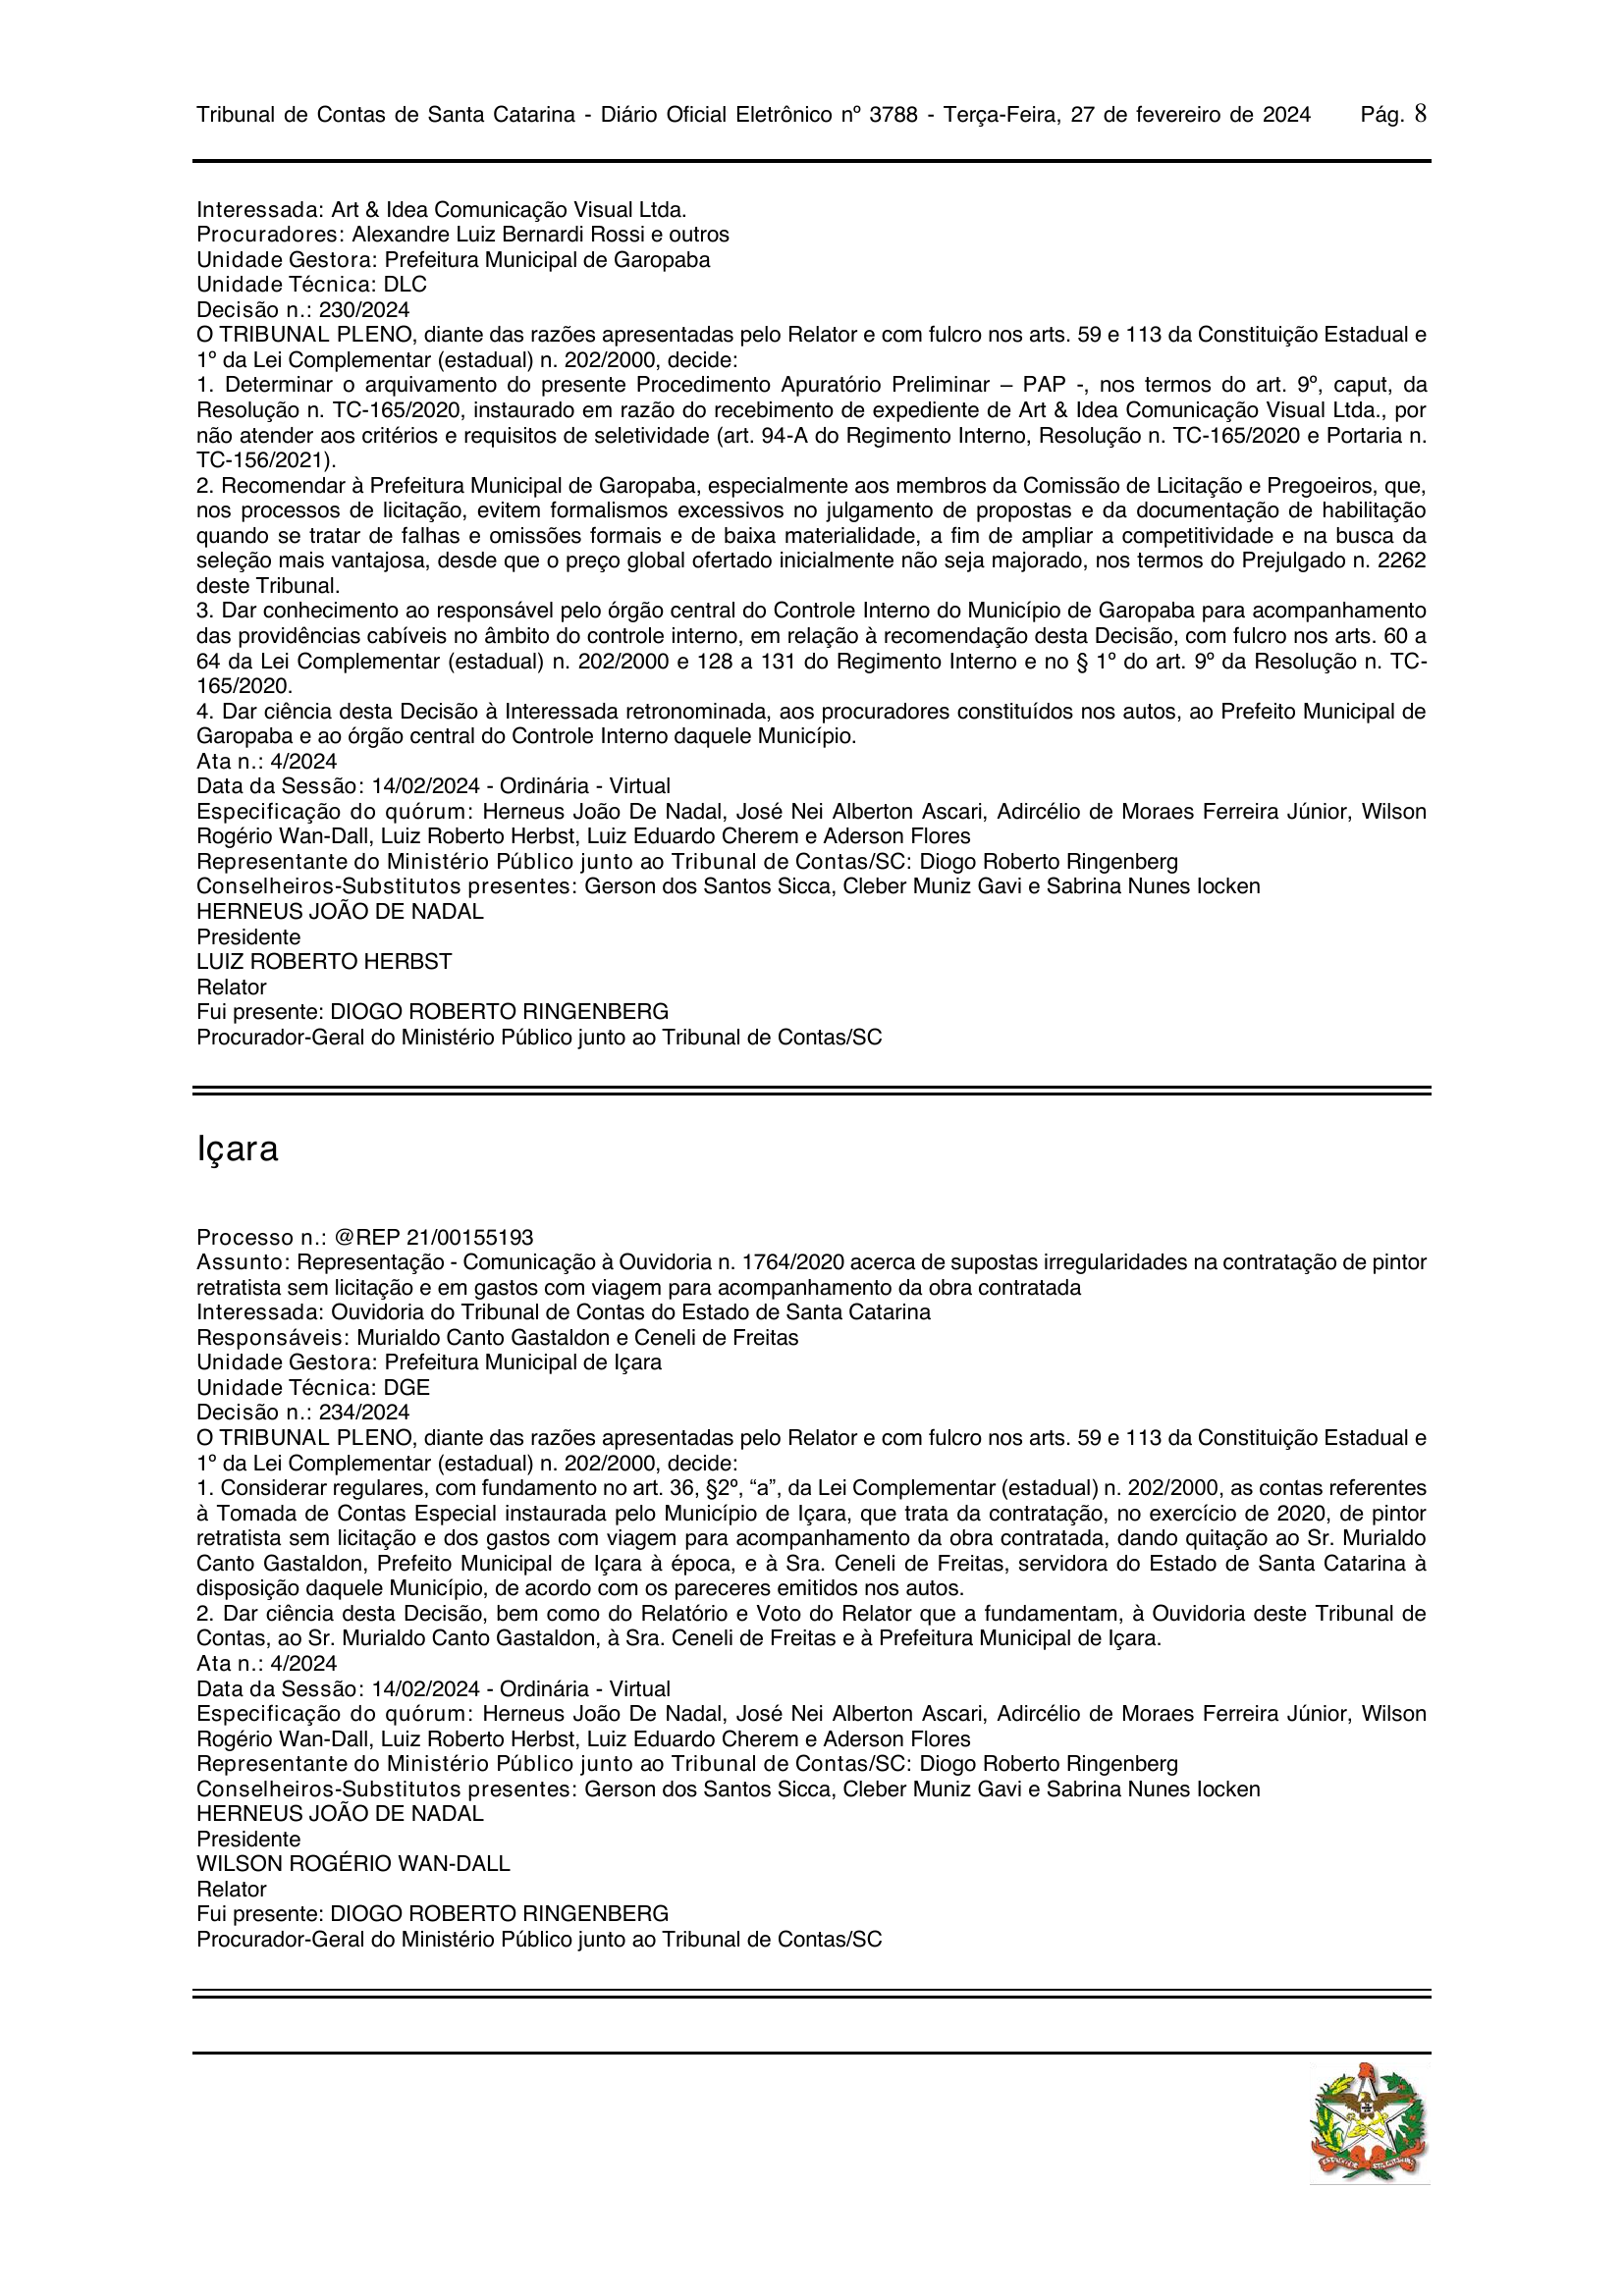 Tribunal de Contas de Santa Catarina - Diário Oficial Eletrônico nº 3788 - Terça-Feira, 27 de fevereiro de 2024 Pág. 8
Interessada: Art & Idea Comunicação Visual Ltda.
Procuradores: Alexandre Luiz Bernardi Rossi e outros
Unidade Gestora: Prefeitura Municipal de Garopaba
Unidade Técnica: DLC
Decisão n.: 230/2024
O TRIBUNAL PLENO, diante das razões apresentadas pelo Relator e com fulcro nos arts. 59 e 113 da Constituição Estadual e
1º da Lei Complementar (estadual) n. 202/2000, decide:
1. Determinar o arquivamento do presente Procedimento Apuratório Preliminar – PAP -, nos termos do art. 9º, caput, da
Resolução n. TC-165/2020, instaurado em razão do recebimento de expediente de Art & Idea Comunicação Visual Ltda., por
não atender aos critérios e requisitos de seletividade (art. 94-A do Regimento Interno, Resolução n. TC-165/2020 e Portaria n.
TC-156/2021).
2. Recomendar à Prefeitura Municipal de Garopaba, especialmente aos membros da Comissão de Licitação e Pregoeiros, que,
nos processos de licitação, evitem formalismos excessivos no julgamento de propostas e da documentação de habilitação
quando se tratar de falhas e omissões formais e de baixa materialidade, a fim de ampliar a competitividade e na busca da
seleção mais vantajosa, desde que o preço global ofertado inicialmente não seja majorado, nos termos do Prejulgado n. 2262
deste Tribunal.
3. Dar conhecimento ao responsável pelo órgão central do Controle Interno do Município de Garopaba para acompanhamento
das providências cabíveis no âmbito do controle interno, em relação à recomendação desta Decisão, com fulcro nos arts. 60 a
64 da Lei Complementar (estadual) n. 202/2000 e 128 a 131 do Regimento Interno e no § 1º do art. 9º da Resolução n. TC-
165/2020.
4. Dar ciência desta Decisão à Interessada retronominada, aos procuradores constituídos nos autos, ao Prefeito Municipal de
Garopaba e ao órgão central do Controle Interno daquele Município.
Ata n.: 4/2024
Data da Sessão: 14/02/2024 - Ordinária - Virtual
Especificação do quórum: Herneus João De Nadal, José Nei Alberton Ascari, Adircélio de Moraes Ferreira Júnior, Wilson
Rogério Wan-Dall, Luiz Roberto Herbst, Luiz Eduardo Cherem e Aderson Flores
Representante do Ministério Público junto ao Tribunal de Contas/SC: Diogo Roberto Ringenberg
Conselheiros-Substitutos presentes: Gerson dos Santos Sicca, Cleber Muniz Gavi e Sabrina Nunes Iocken
HERNEUS JOÃO DE NADAL
Presidente
LUIZ ROBERTO HERBST
Relator
Fui presente: DIOGO ROBERTO RINGENBERG
Procurador-Geral do Ministério Público junto ao Tribunal de Contas/SC
Içara
Processo n.: @REP 21/00155193
Assunto: Representação - Comunicação à Ouvidoria n. 1764/2020 acerca de supostas irregularidades na contratação de pintor
retratista sem licitação e em gastos com viagem para acompanhamento da obra contratada
Interessada: Ouvidoria do Tribunal de Contas do Estado de Santa Catarina
Responsáveis: Murialdo Canto Gastaldon e Ceneli de Freitas
Unidade Gestora: Prefeitura Municipal de Içara
Unidade Técnica: DGE
Decisão n.: 234/2024
O TRIBUNAL PLENO, diante das razões apresentadas pelo Relator e com fulcro nos arts. 59 e 113 da Constituição Estadual e
1º da Lei Complementar (estadual) n. 202/2000, decide:
1. Considerar regulares, com fundamento no art. 36, §2º, “a”, da Lei Complementar (estadual) n. 202/2000, as contas referentes
à Tomada de Contas Especial instaurada pelo Município de Içara, que trata da contratação, no exercício de 2020, de pintor
retratista sem licitação e dos gastos com viagem para acompanhamento da obra contratada, dando quitação ao Sr. Murialdo
Canto Gastaldon, Prefeito Municipal de Içara à época, e à Sra. Ceneli de Freitas, servidora do Estado de Santa Catarina à
disposição daquele Município, de acordo com os pareceres emitidos nos autos.
2. Dar ciência desta Decisão, bem como do Relatório e Voto do Relator que a fundamentam, à Ouvidoria deste Tribunal de
Contas, ao Sr. Murialdo Canto Gastaldon, à Sra. Ceneli de Freitas e à Prefeitura Municipal de Içara.
Ata n.: 4/2024
Data da Sessão: 14/02/2024 - Ordinária - Virtual
Especificação do quórum: Herneus João De Nadal, José Nei Alberton Ascari, Adircélio de Moraes Ferreira Júnior, Wilson
Rogério Wan-Dall, Luiz Roberto Herbst, Luiz Eduardo Cherem e Aderson Flores
Representante do Ministério Público junto ao Tribunal de Contas/SC: Diogo Roberto Ringenberg
Conselheiros-Substitutos presentes: Gerson dos Santos Sicca, Cleber Muniz Gavi e Sabrina Nunes Iocken
HERNEUS JOÃO DE NADAL
Presidente
WILSON ROGÉRIO WAN-DALL
Relator
Fui presente: DIOGO ROBERTO RINGENBERG
Procurador-Geral do Ministério Público junto ao Tribunal de Contas/SC